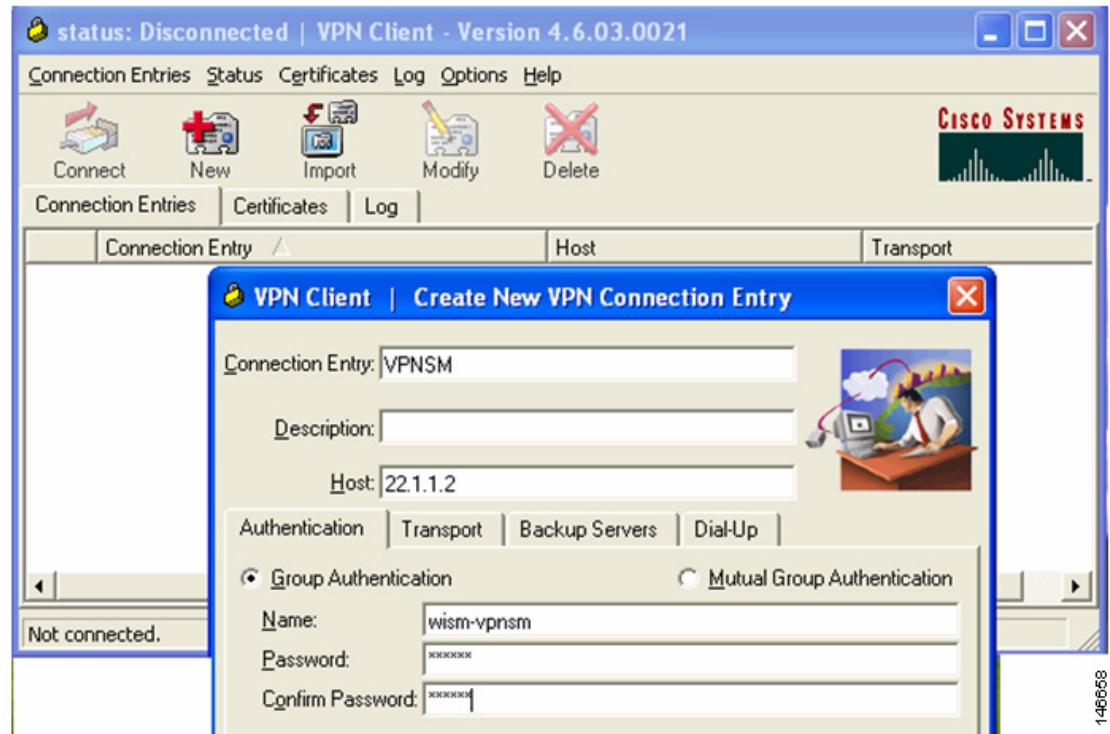 status: Disconnected | VPN Client - Version 4.6.03.0021
Connection Entries Status Certificates Log Options Help
Connect New Import Modify Delete
CISCO SYSTEMS
Connection Entries Certificates Log
Connection Entry Host Transport
VPN Client | Create New VPN Connection Entry
Connection Entry: VPNSM
Description:
Host: 22.1.1.2
Authentication Transport Backup Servers Dial-Up
Group Authentication Mutual Group Authentication
Name: wism-vpnsm
Password: ******
Confirm Password: ******
Not connected.
146658